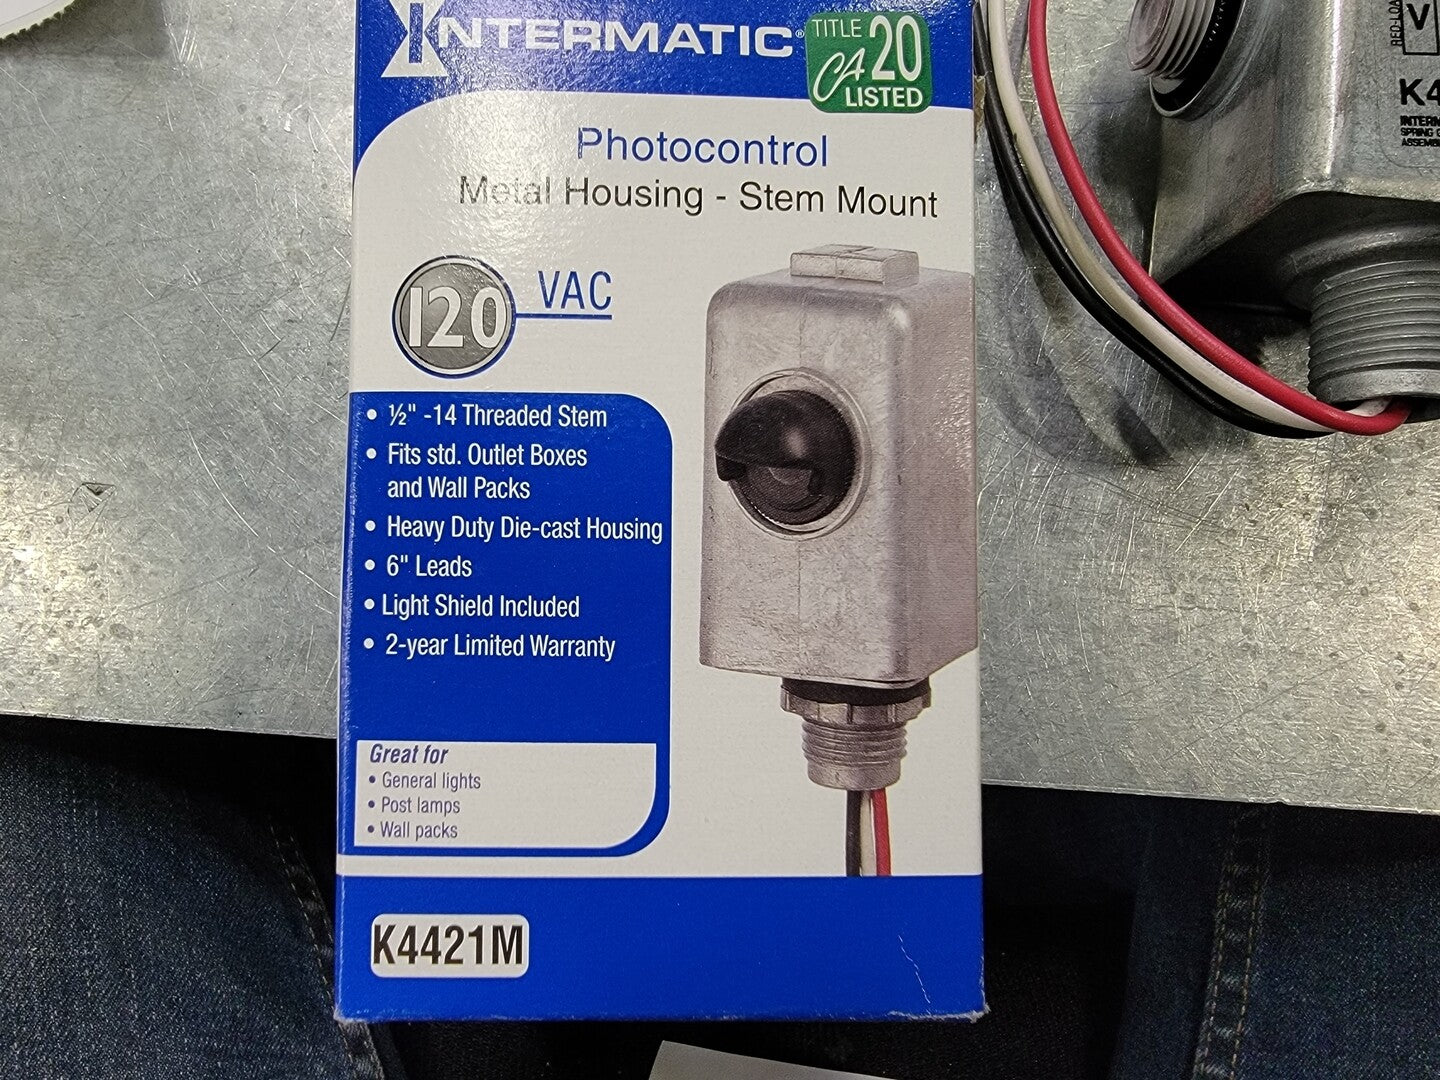 INTERMATIC®
TITLE 20
CA
LISTED
Photocontrol
Metal Housing - Stem Mount
120 VAC
• ½" -14 Threaded Stem
• Fits std. Outlet Boxes
and Wall Packs
• Heavy Duty Die-cast Housing
• 6" Leads
• Light Shield Included
• 2-year Limited Warranty
Great for
• General lights
• Post lamps
• Wall packs
K4421M
V
K4